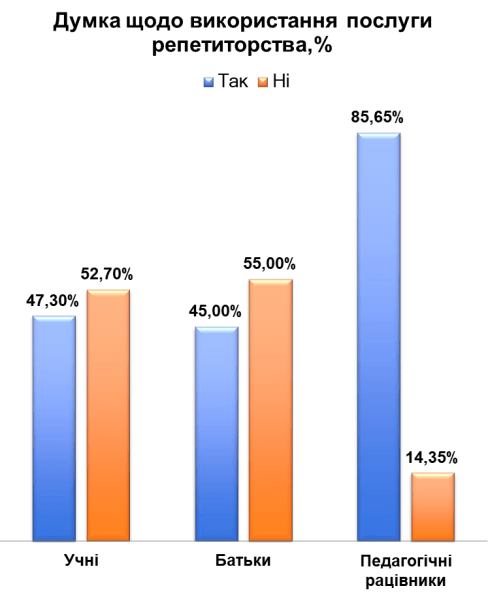 Думка щодо використання послуги
репетиторства,%
Так Ні
85,65%
55,00%
52,70%
47,30%
45,00%
14,35%
Учні Батьки Педагогічні
рацівники